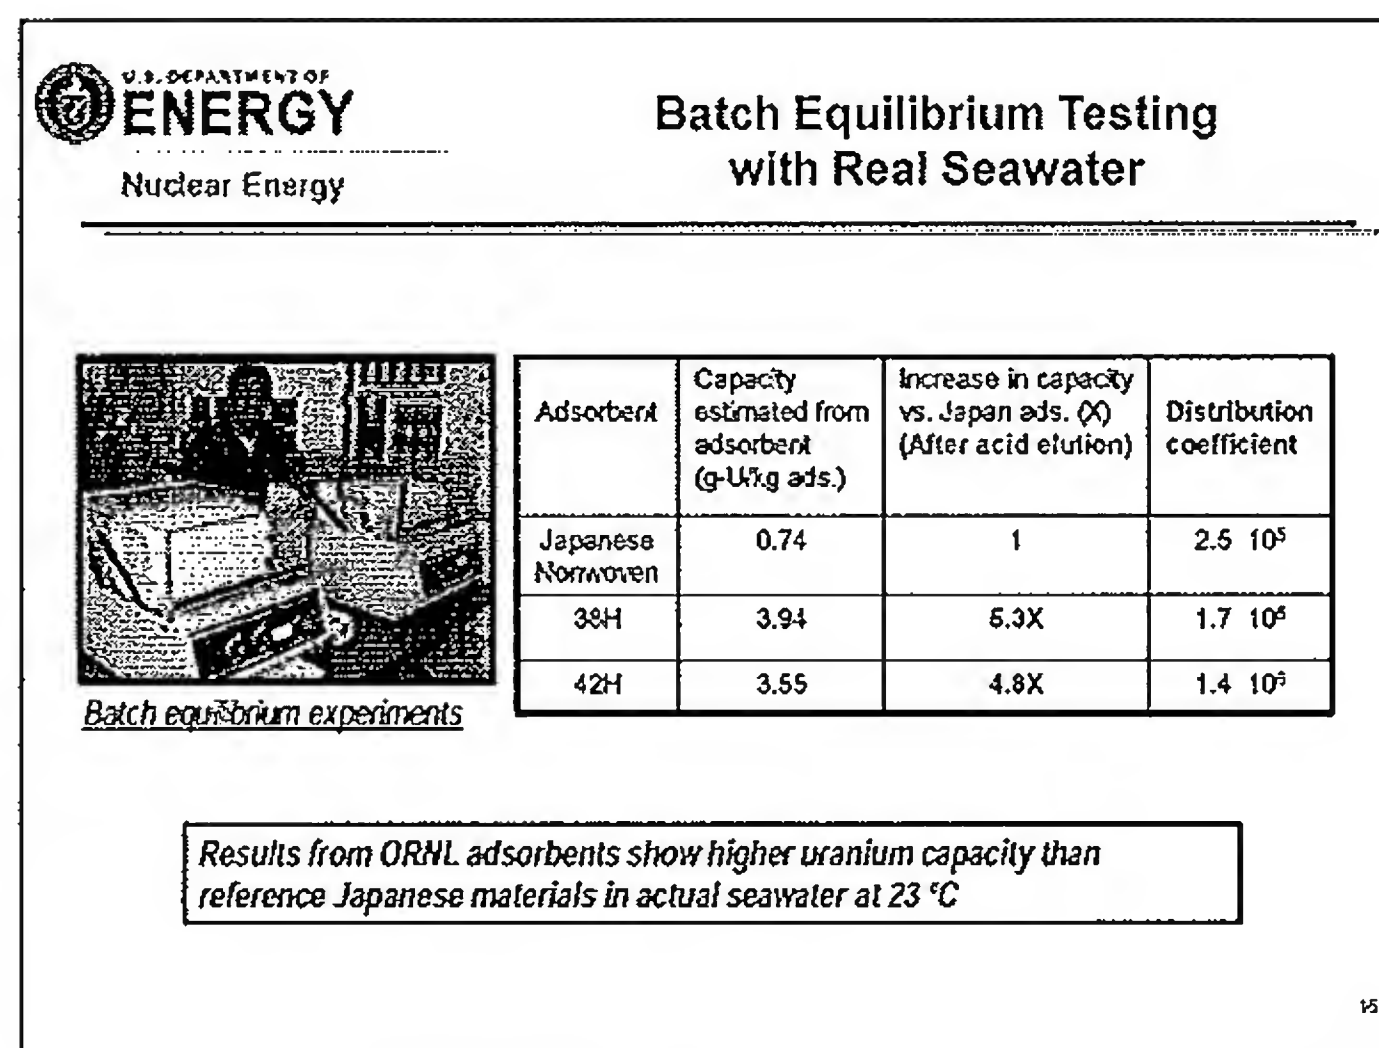 U.S. DEPARTMENT OF
ENERGY
Nuclear Energy
Batch Equilibrium Testing
with Real Seawater
Adsorbent
Capacity
estimated from
adsorbent
(g-U/kg ads.)
Increase in capacity
vs. Japan ads. (X)
(After acid elution)
Distribution
coefficient
Japanese
Nonwoven
0.74
1
2.5 10⁵
38H
3.94
5.3X
1.7 10⁶
42H
3.55
4.8X
1.4 10⁶
Batch equilibrium experiments
Results from ORNL adsorbents show higher uranium capacity than
reference Japanese materials in actual seawater at 23 °C
15